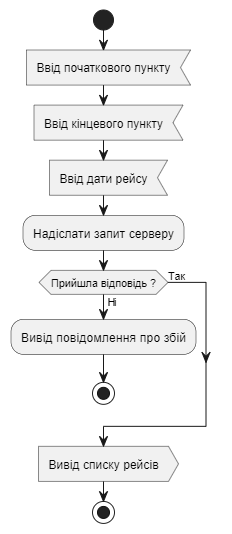 Ввід початкового пункту
Ввід кінцевого пункту
Ввід дати рейсу
Надіслати запит серверу
Прийшла відповідь ?
Так
Ні
Вивід повідомлення про збій
Вивід списку рейсів